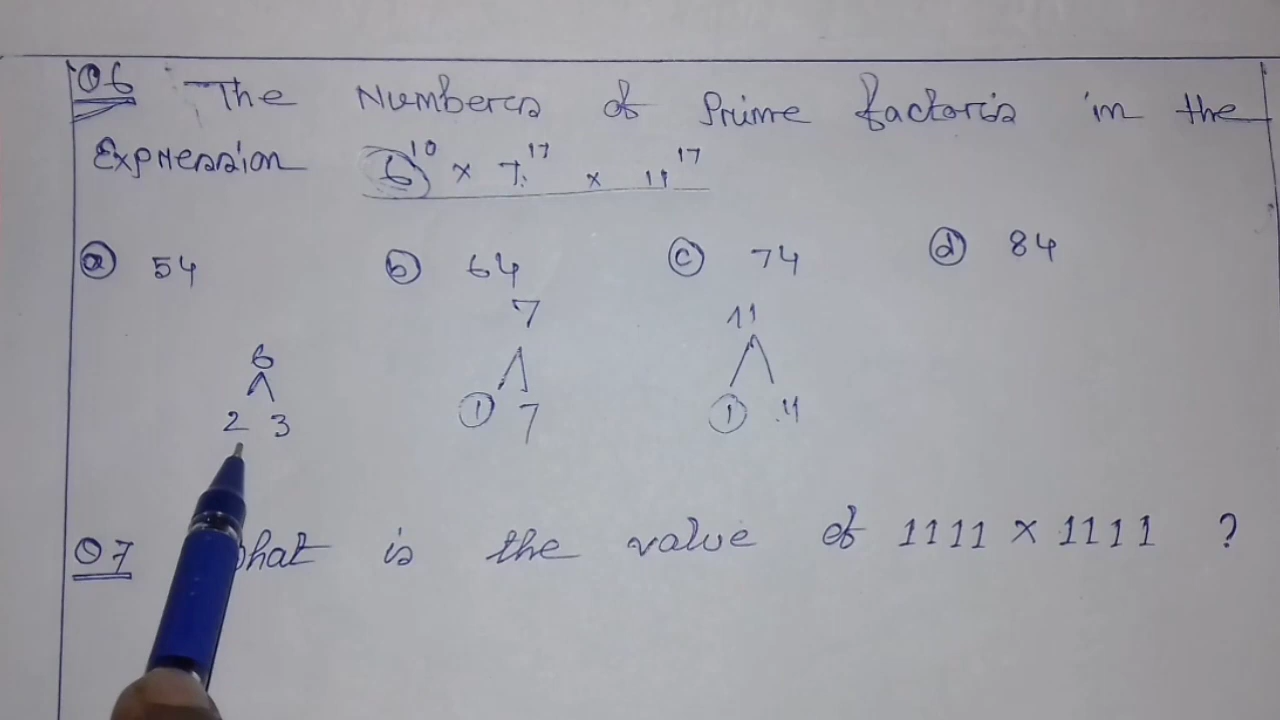 Q6 The Numbers of Prime factors in the
Expression 6^10 × 7^17 × 11^17
(a) 54 (b) 64 (c) 74 (d) 84
6 7 11
2 3 1 7 1 11
Q7 What is the value of 1111 × 1111 ?